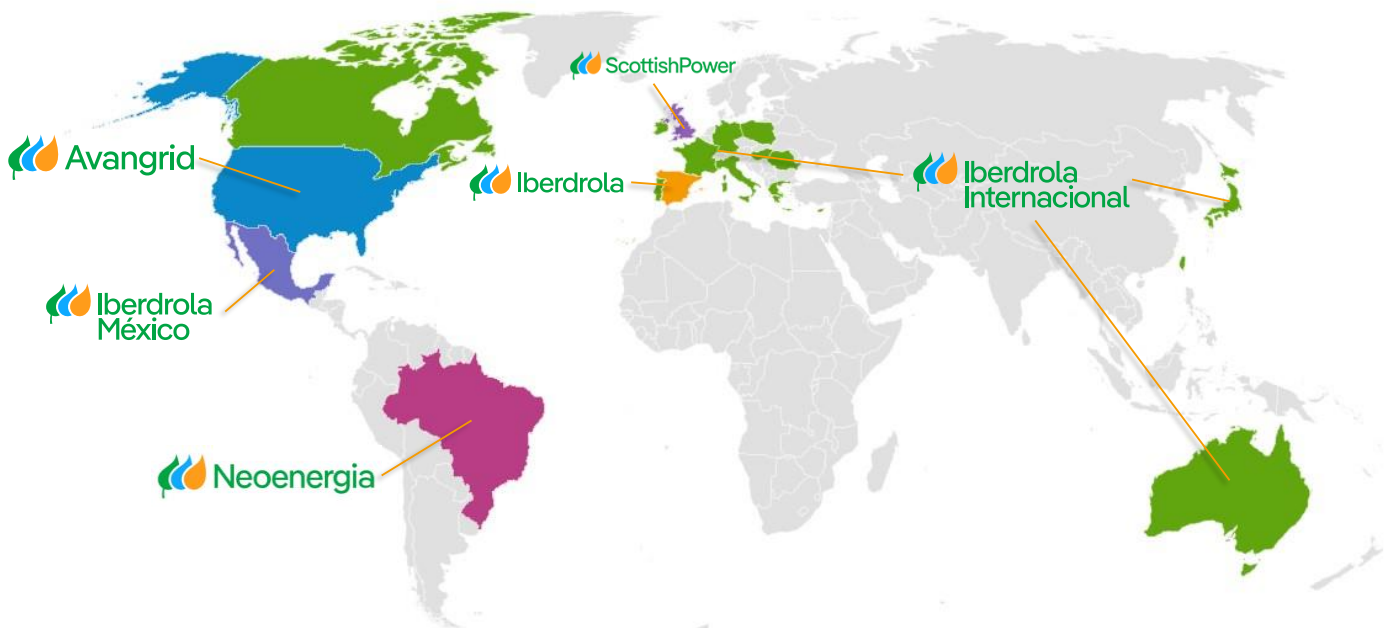 ScottishPower
Avangrid
Iberdrola
Iberdrola
Internacional
Iberdrola
México
Neoenergia